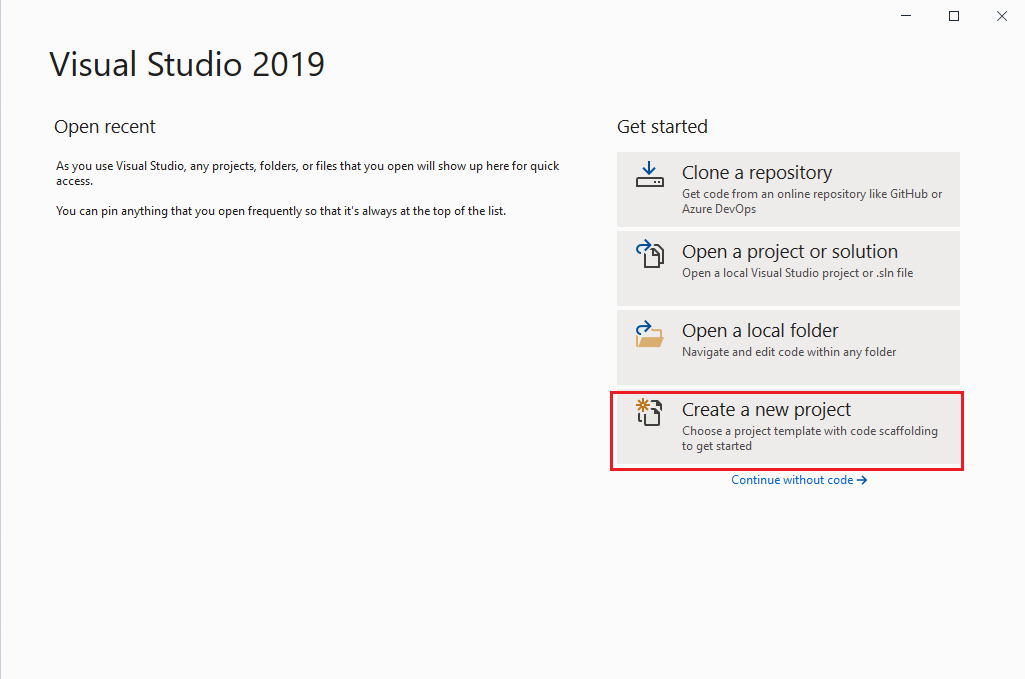 Visual Studio 2019
Open recent
As you use Visual Studio, any projects, folders, or files that you open will show up here for quick
access.
You can pin anything that you open frequently so that it's always at the top of the list.
Get started
Clone a repository
Get code from an online repository like GitHub or
Azure DevOps
Open a project or solution
Open a local Visual Studio project or .sln file
Open a local folder
Navigate and edit code within any folder
Create a new project
Choose a project template with code scaffolding
to get started
Continue without code →